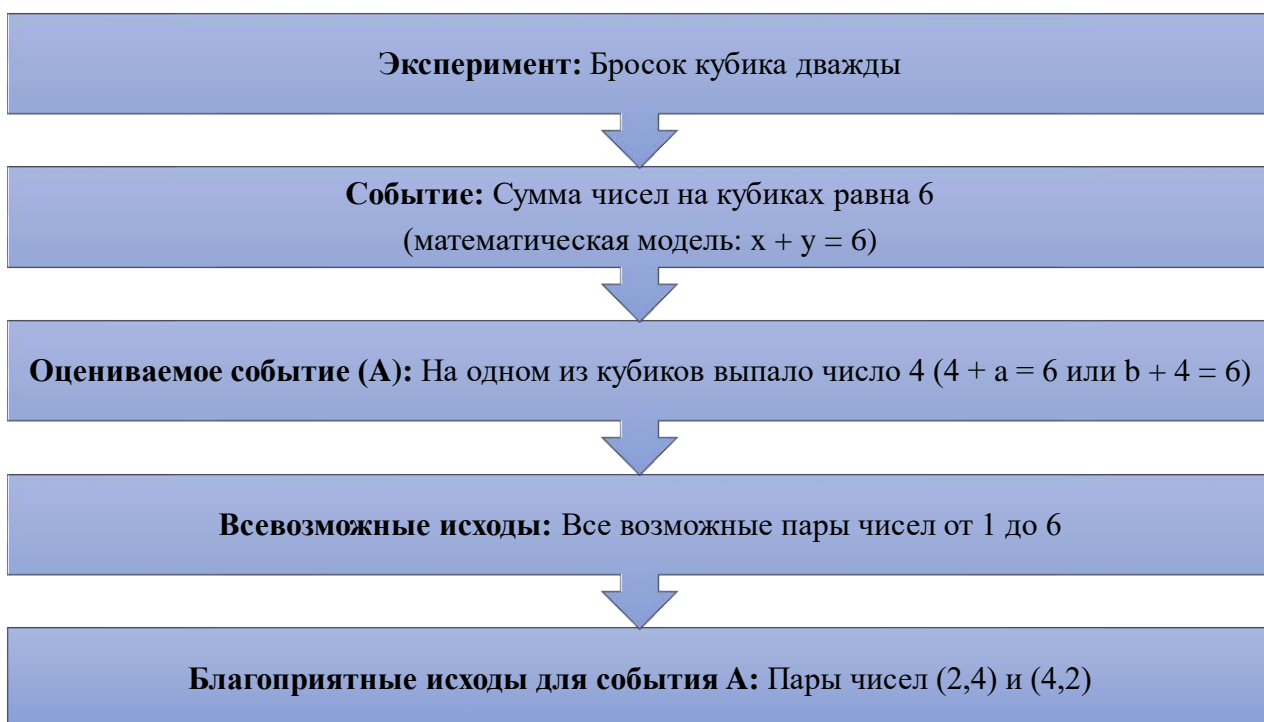 Эксперимент: Бросок кубика дважды
Событие: Сумма чисел на кубиках равна 6
(математическая модель: x + y = 6)
Оцениваемое событие (А): На одном из кубиков выпало число 4 (4 + a = 6 или b + 4 = 6)
Всевозможные исходы: Все возможные пары чисел от 1 до 6
Благоприятные исходы для события А: Пары чисел (2,4) и (4,2)